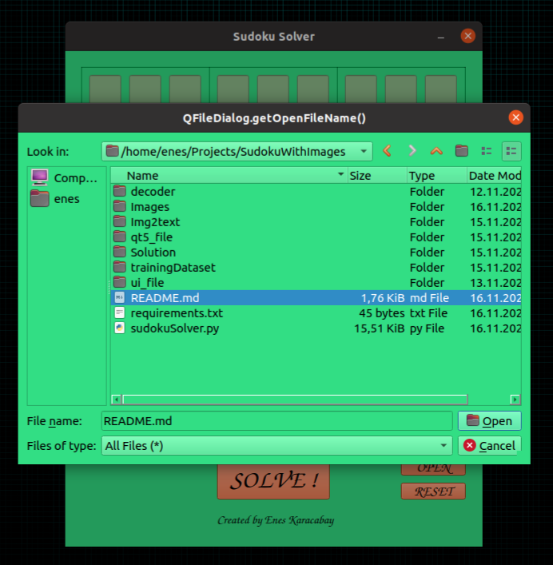 Sudoku Solver
QFileDialog.getOpenFileName()
Look in: /home/enes/Projects/SudokuWithImages
Comp...
enes
Name Size Type Date Mod
decoder Folder 12.11.202
Images Folder 16.11.202
Img2text Folder 15.11.202
qt5_file Folder 15.11.202
Solution Folder 15.11.202
trainingDataset Folder 15.11.202
ui_file Folder 13.11.202
README.md 1,76 KiB md File 16.11.202
requirements.txt 45 bytes txt File 16.11.202
sudokuSolver.py 15,51 KiB py File 16.11.202
File name: README.md Open
Files of type: All Files (*) Cancel
OPEN
SOLVE !
RESET
Created by Enes Karacabay